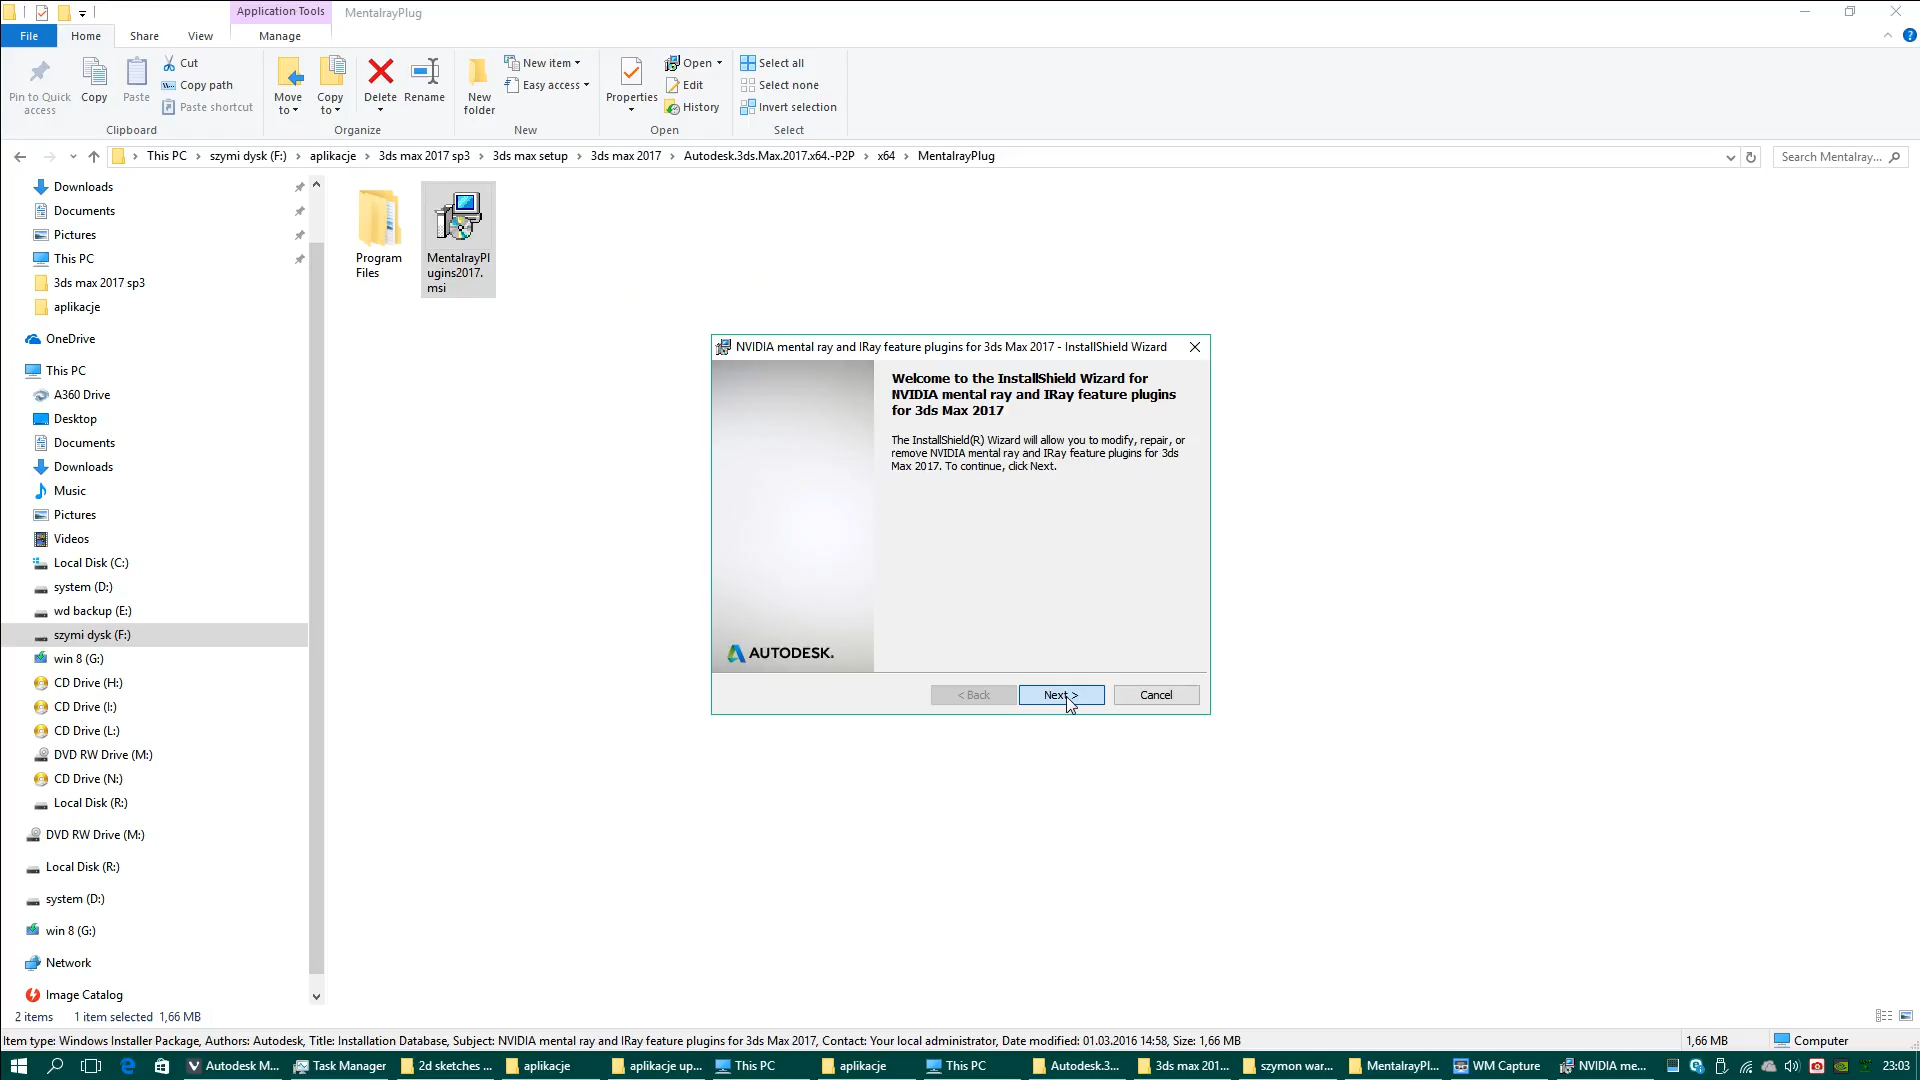 Application Tools
MentalrayPlug
File
Home
Share
View
Manage
Pin to Quick access
Copy
Paste
Cut
Copy path
Paste shortcut
Clipboard
Move to
Copy to
Delete
Rename
Organize
New folder
New item
Easy access
New
Properties
Open
Edit
History
Open
Select all
Select none
Invert selection
Select
This PC > szymi dysk (F:) > aplikacje > 3ds max 2017 sp3 > 3ds max setup > 3ds max 2017 > Autodesk.3ds.Max.2017.x64.-P2P > x64 > MentalrayPlug
Search Mentalray...
Downloads
Documents
Pictures
This PC
3ds max 2017 sp3
aplikacje
OneDrive
This PC
A360 Drive
Desktop
Documents
Downloads
Music
Pictures
Videos
Local Disk (C:)
system (D:)
wd backup (E:)
szymi dysk (F:)
win 8 (G:)
CD Drive (H:)
CD Drive (I:)
CD Drive (L:)
DVD RW Drive (M:)
CD Drive (N:)
Local Disk (R:)
DVD RW Drive (M:)
Local Disk (R:)
system (D:)
win 8 (G:)
Network
Image Catalog
Program
Files
MentalrayPl
ugins2017.
msi
NVIDIA mental ray and IRay feature plugins for 3ds Max 2017 - InstallShield Wizard
Welcome to the InstallShield Wizard for
NVIDIA mental ray and IRay feature plugins
for 3ds Max 2017
The InstallShield(R) Wizard will allow you to modify, repair, or
remove NVIDIA mental ray and IRay feature plugins for 3ds
Max 2017. To continue, click Next.
AUTODESK.
< Back
Next >
Cancel
2 items
1 item selected 1,66 MB
Item type: Windows Installer Package, Authors: Autodesk, Title: Installation Database, Subject: NVIDIA mental ray and IRay feature plugins for 3ds Max 2017, Contact: Your local administrator, Date modified: 01.03.2016 14:58, Size: 1,66 MB
1,66 MB
Computer
Autodesk M...
Task Manager
2d sketches ...
aplikacje
aplikacje up...
This PC
aplikacje
This PC
Autodesk.3...
3ds max 201...
szymon war...
MentalrayPl...
WM Capture
NVIDIA me...
23:03